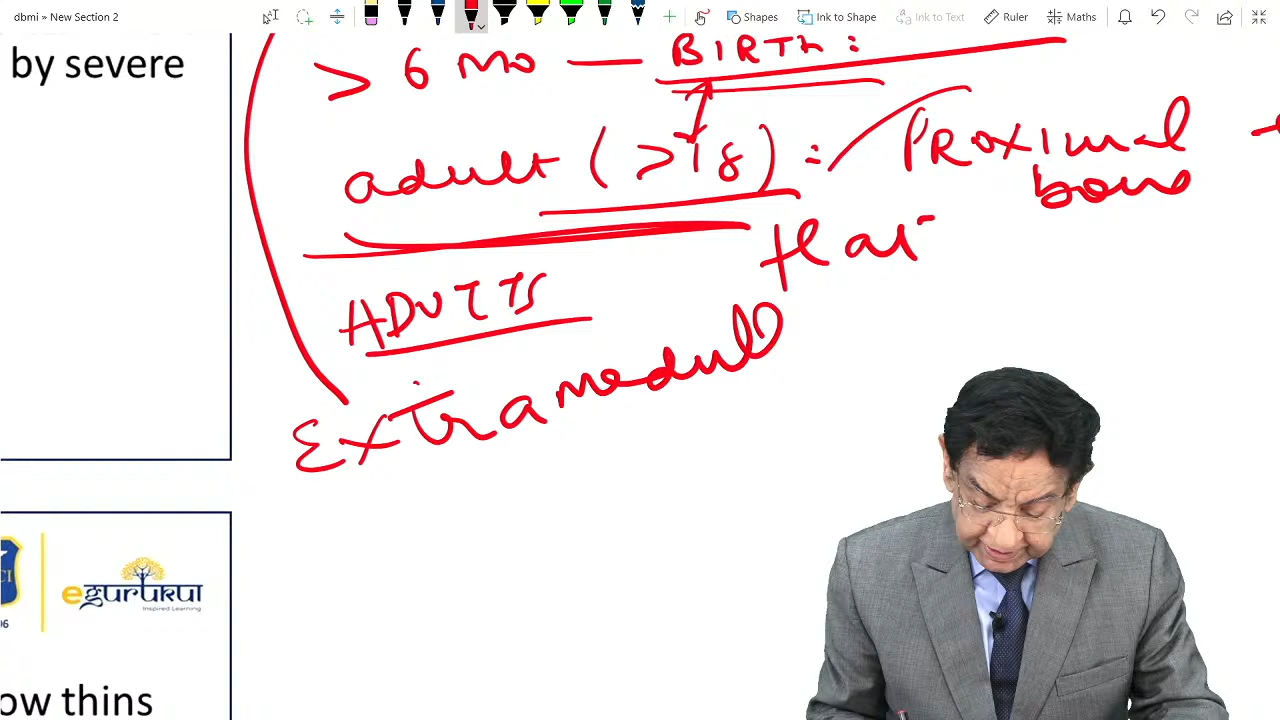 dbmi » New Section 2
Shapes
Ink to Shape
Ink to Text
Ruler
Maths
by severe
> 6 mo — BIRTH:
adult (>18) :
PROXimal
bone
flat
ADULTS
Extramedull
egurukul
Inspired Learning
ow thins